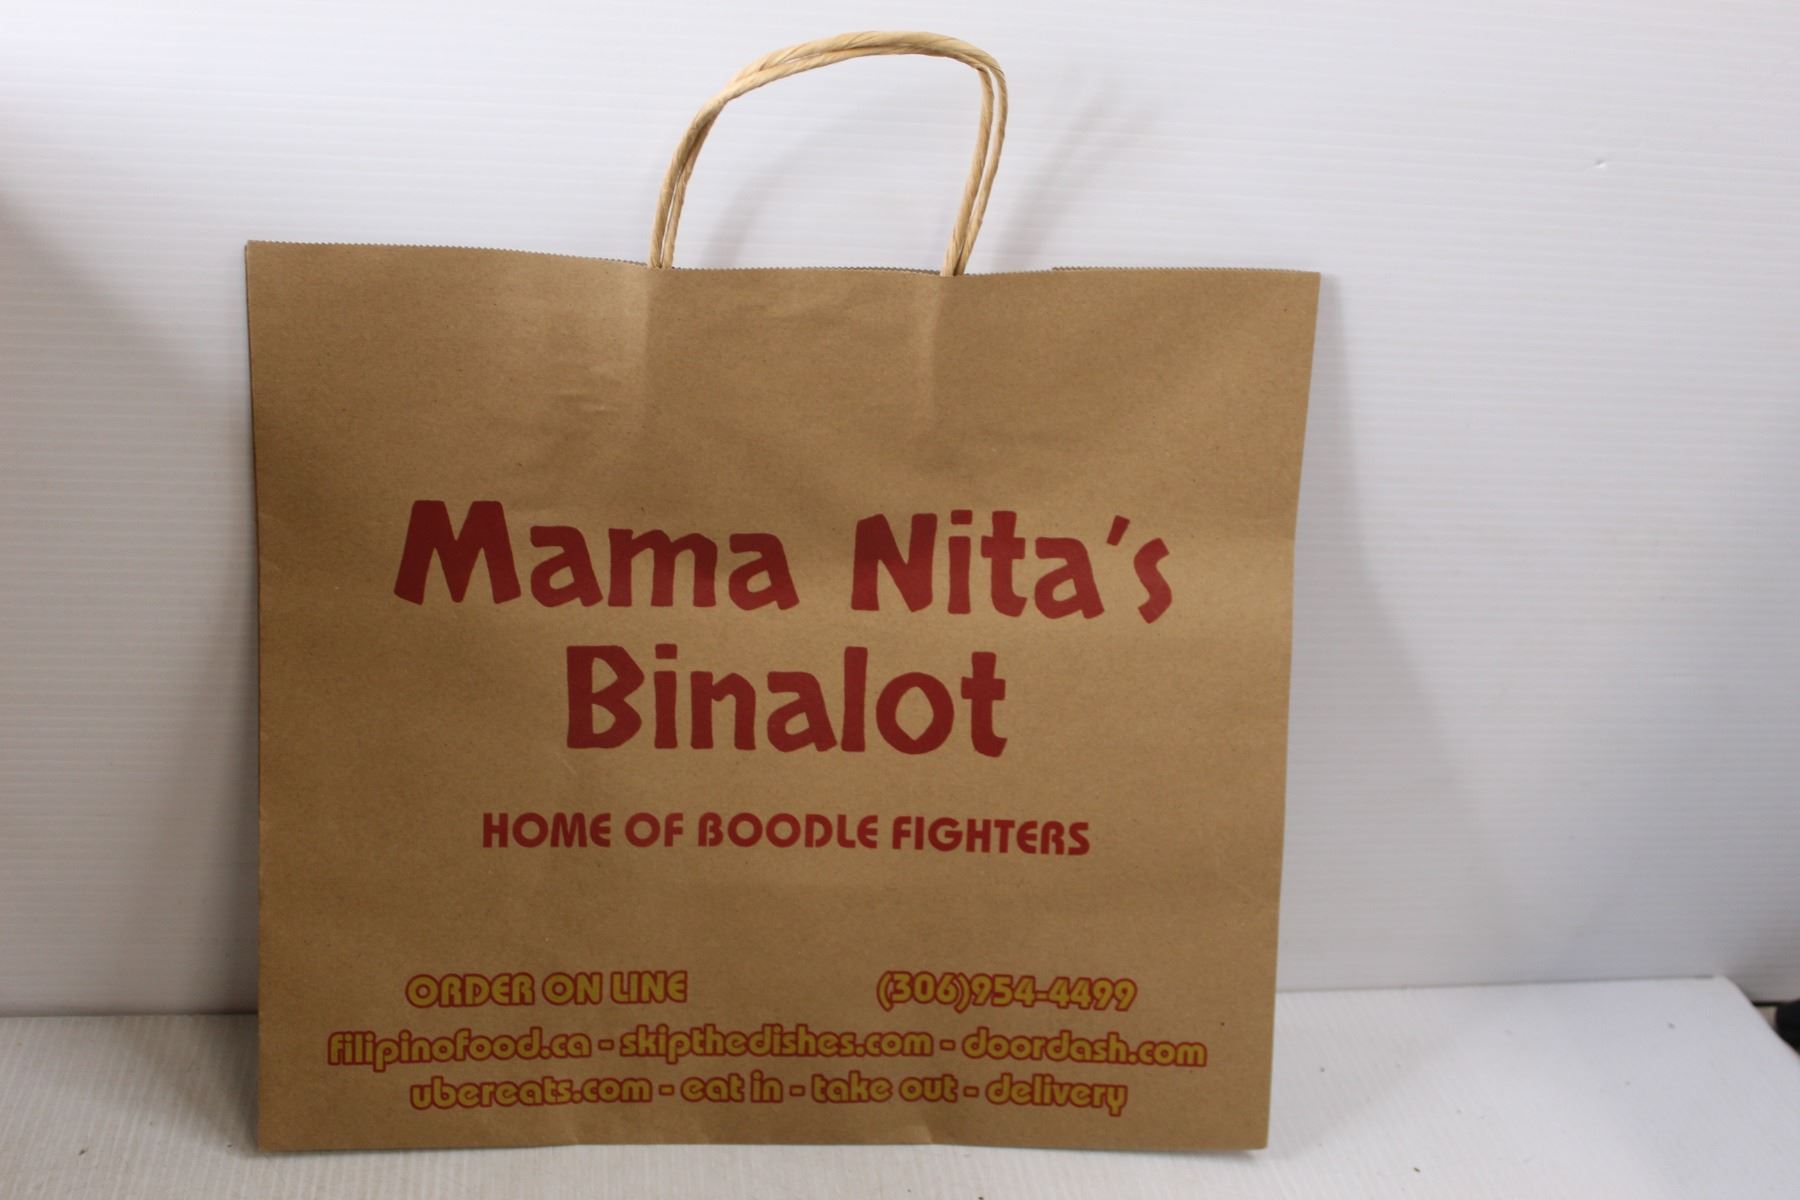 Mama Nita's
Binalot
HOME OF BOODLE FIGHTERS
ORDER ON LINE (306)954-4499
filipinofood.ca - skipthedishes.com - doordash.com
ubereats.com - eat in - take out - delivery